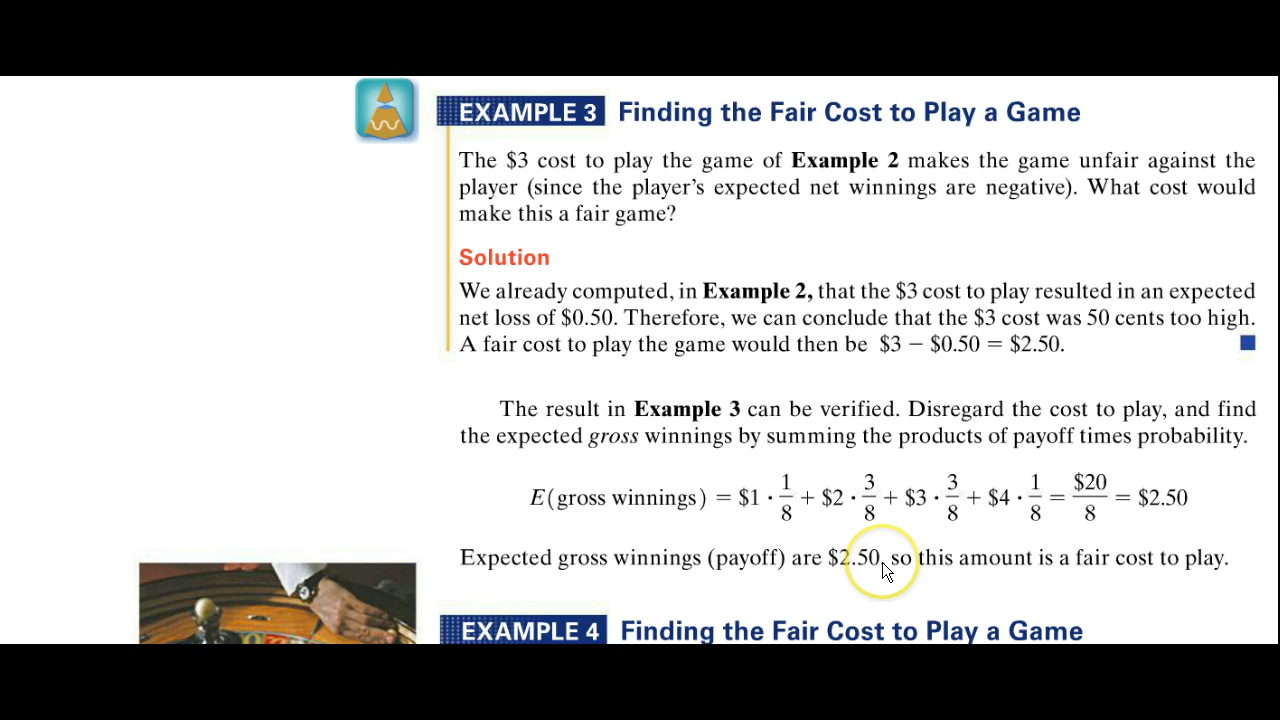 EXAMPLE 3 Finding the Fair Cost to Play a Game
The $3 cost to play the game of Example 2 makes the game unfair against the
player (since the player's expected net winnings are negative). What cost would
make this a fair game?
Solution
We already computed, in Example 2, that the $3 cost to play resulted in an expected
net loss of $0.50. Therefore, we can conclude that the $3 cost was 50 cents too high.
A fair cost to play the game would then be $3 − $0.50 = $2.50.
The result in Example 3 can be verified. Disregard the cost to play, and find
the expected gross winnings by summing the products of payoff times probability.
E(gross winnings) = $1 · 1/8 + $2 · 3/8 + $3 · 3/8 + $4 · 1/8 = $20/8 = $2.50
Expected gross winnings (payoff) are $2.50, so this amount is a fair cost to play.
EXAMPLE 4 Finding the Fair Cost to Play a Game